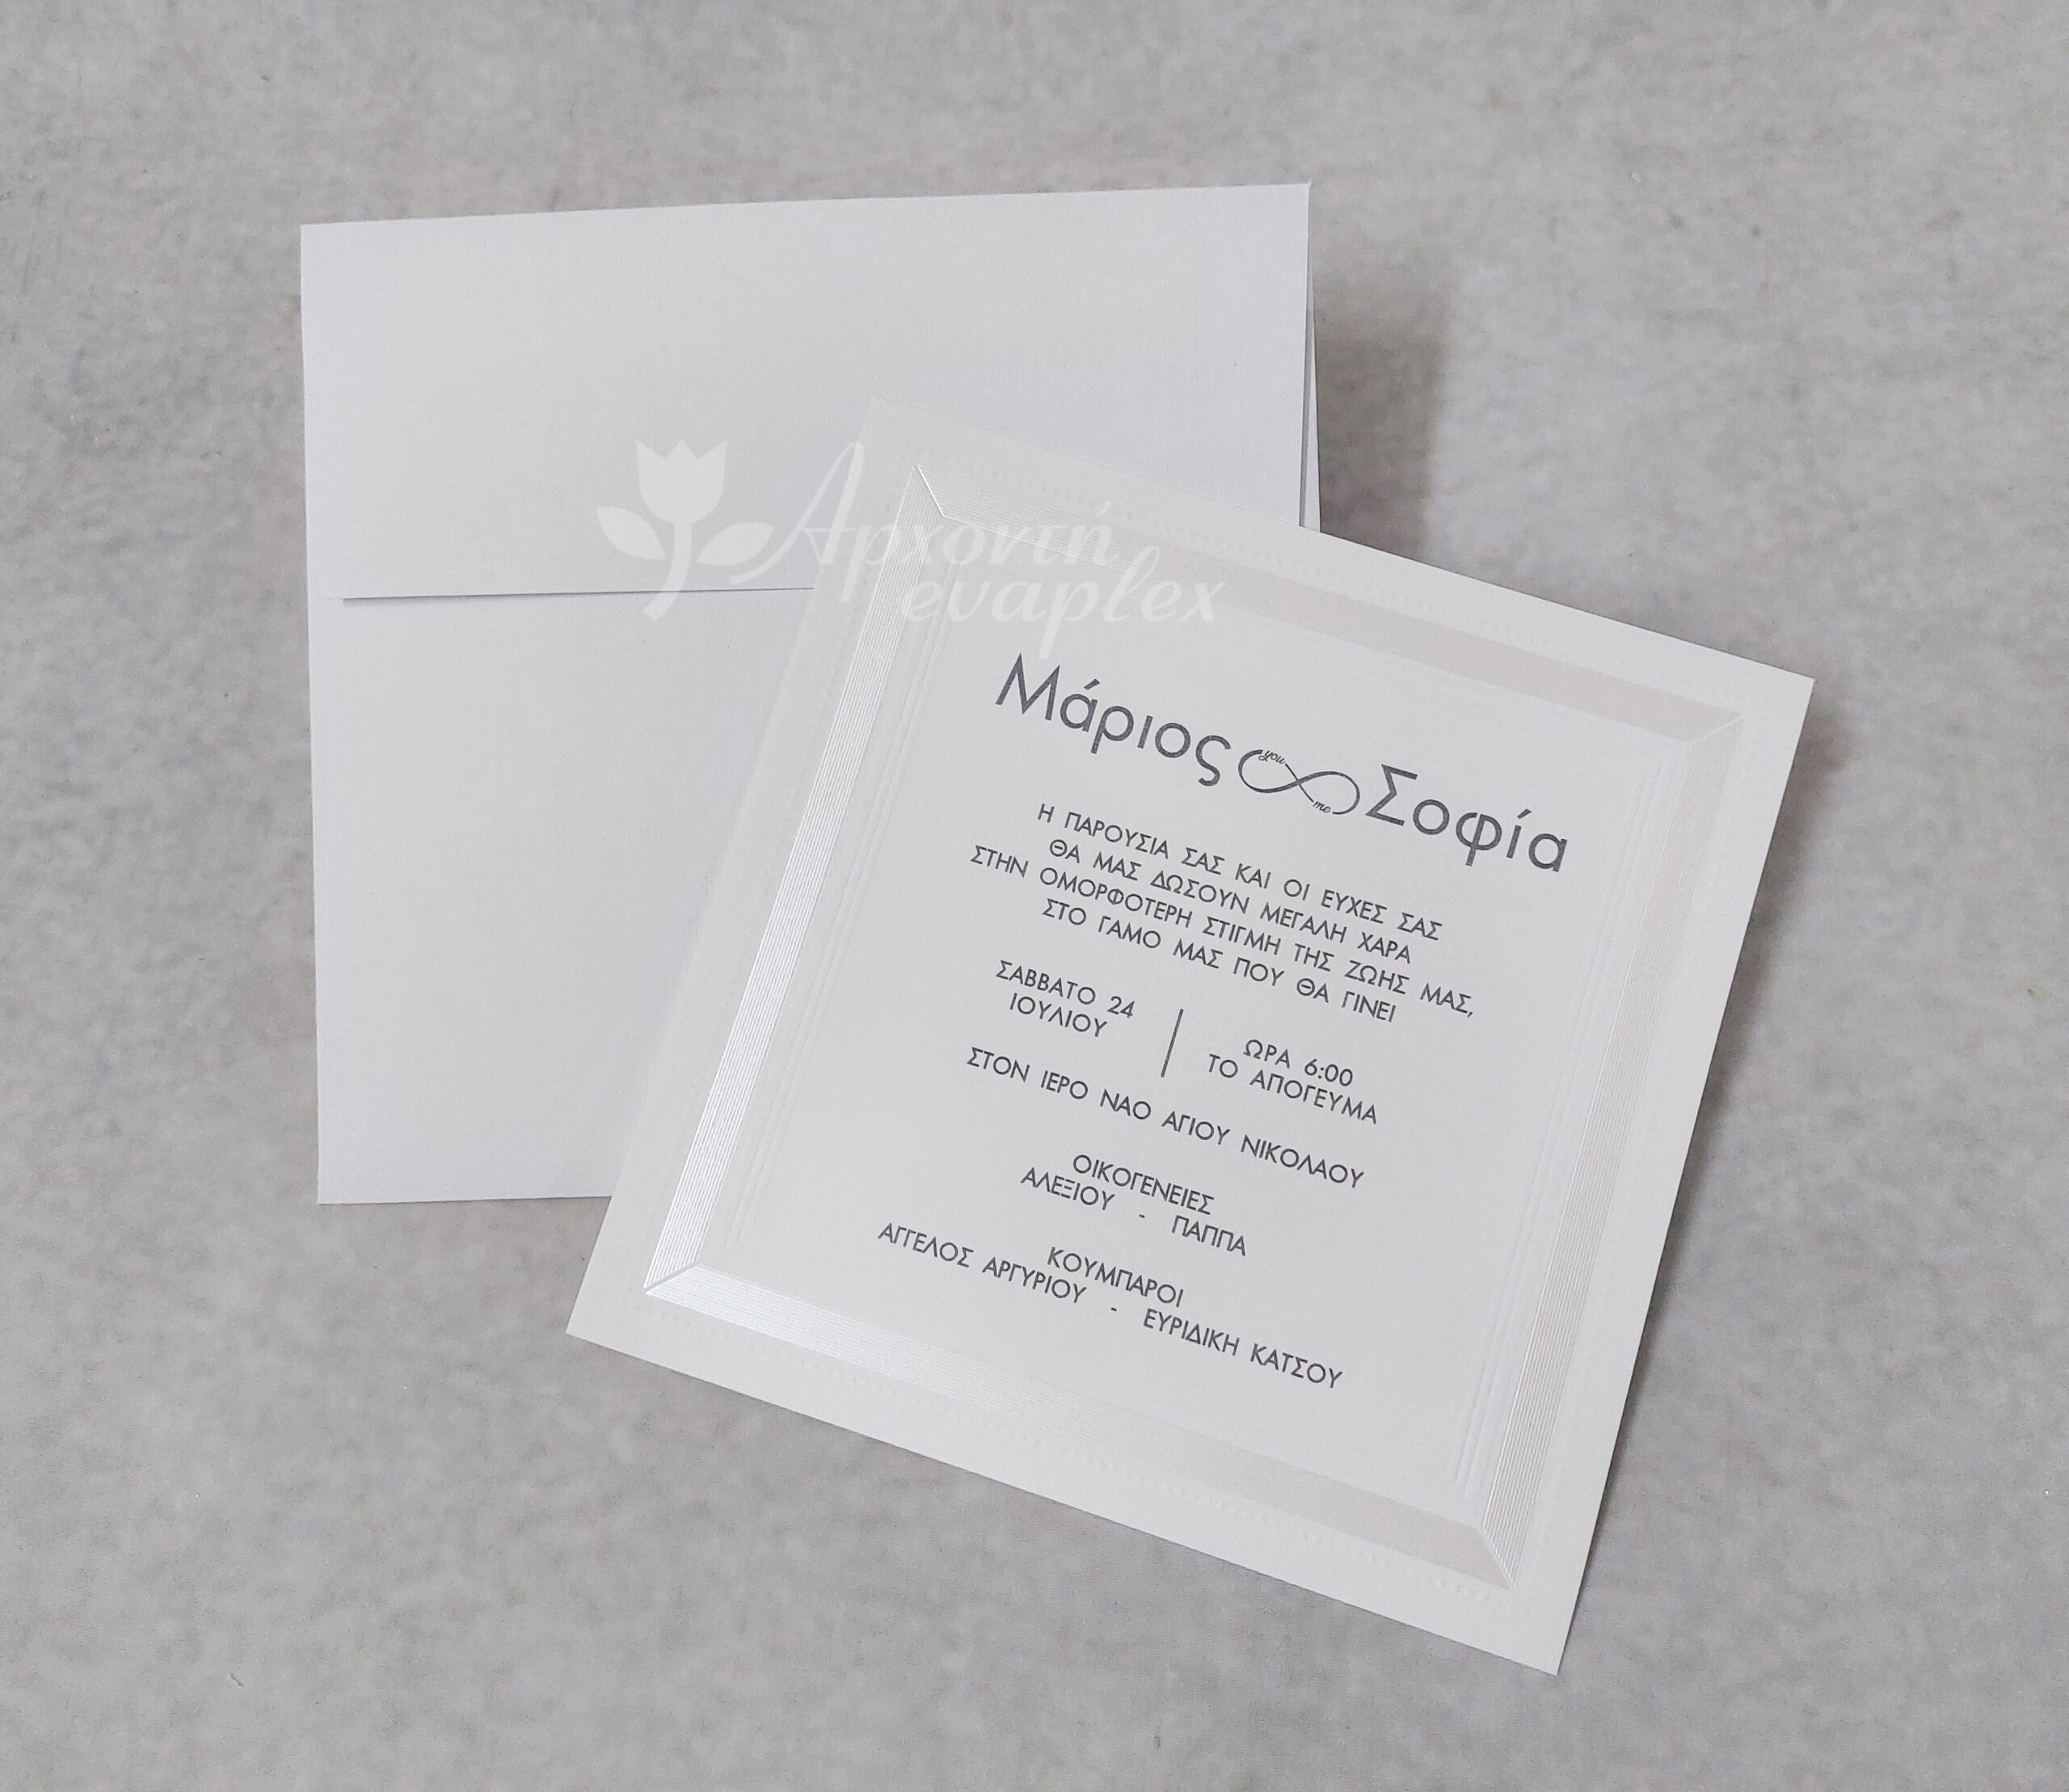 Αρχοντή
evaplex
Μάριος you me Σοφία
Η ΠΑΡΟΥΣΙΑ ΣΑΣ ΚΑΙ ΟΙ ΕΥΧΕΣ ΣΑΣ
ΘΑ ΜΑΣ ΔΩΣΟΥΝ ΜΕΓΑΛΗ ΧΑΡΑ
ΣΤΗΝ ΟΜΟΡΦΟΤΕΡΗ ΣΤΙΓΜΗ ΤΗΣ ΖΩΗΣ ΜΑΣ,
ΣΤΟ ΓΑΜΟ ΜΑΣ ΠΟΥ ΘΑ ΓΙΝΕΙ
ΣΑΒΒΑΤΟ 24
ΙΟΥΛΙΟΥ
ΩΡΑ 6:00
ΤΟ ΑΠΟΓΕΥΜΑ
ΣΤΟΝ ΙΕΡΟ ΝΑΟ ΑΓΙΟΥ ΝΙΚΟΛΑΟΥ
ΟΙΚΟΓΕΝΕΙΕΣ
ΑΛΕΞΙΟΥ - ΠΑΠΠΑ
ΚΟΥΜΠΑΡΟΙ
ΑΓΓΕΛΟΣ ΑΡΓΥΡΙΟΥ - ΕΥΡΙΔΙΚΗ ΚΑΤΣΟΥ